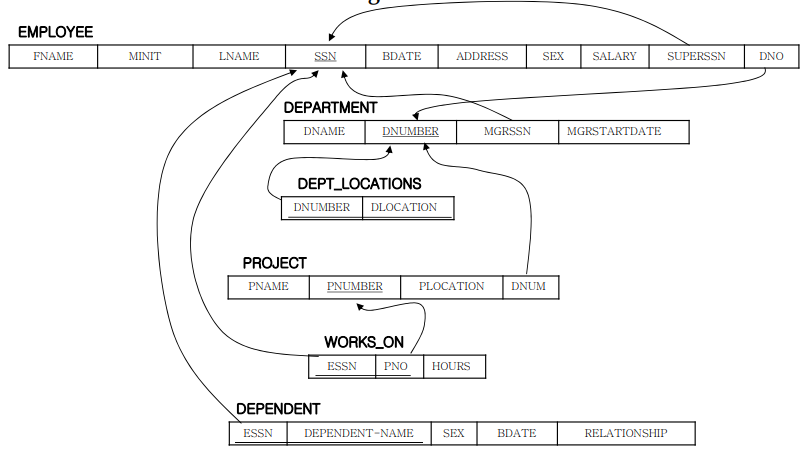 EMPLOYEE
FNAME MINIT LNAME SSN BDATE ADDRESS SEX SALARY SUPERSSN DNO
DEPARTMENT
DNAME DNUMBER MGRSSN MGRSTARTDATE
DEPT_LOCATIONS
DNUMBER DLOCATION
PROJECT
PNAME PNUMBER PLOCATION DNUM
WORKS_ON
ESSN PNO HOURS
DEPENDENT
ESSN DEPENDENT-NAME SEX BDATE RELATIONSHIP